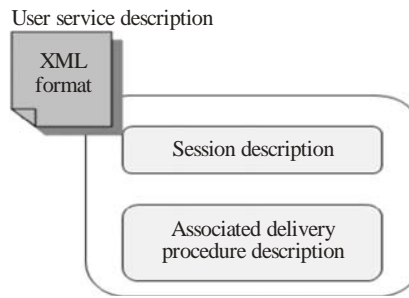 User service description
XML
format
Session description
Associated delivery
procedure description